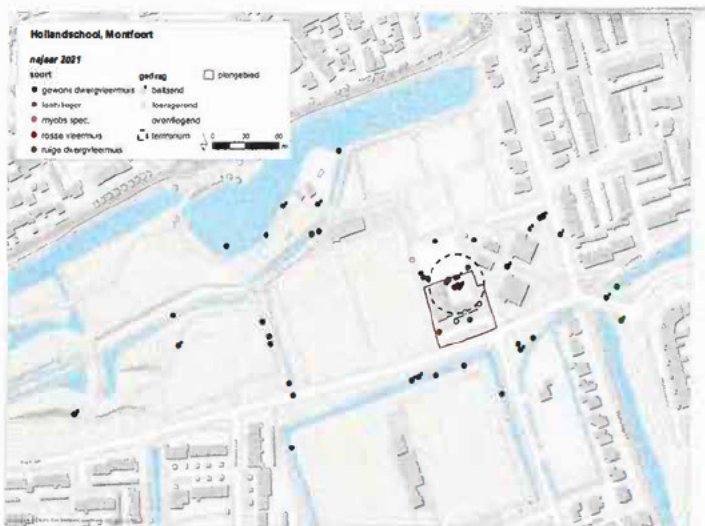 Hollandschool, Montfoort
najaar 2021
soort
gewone dwergvleermuis
laatvlieger
myotis spec.
rosse vleermuis
ruige dwergvleermuis
gedrag
baltsend
foeragerend
overvliegend
territorium
plangebied
0 30 60
m